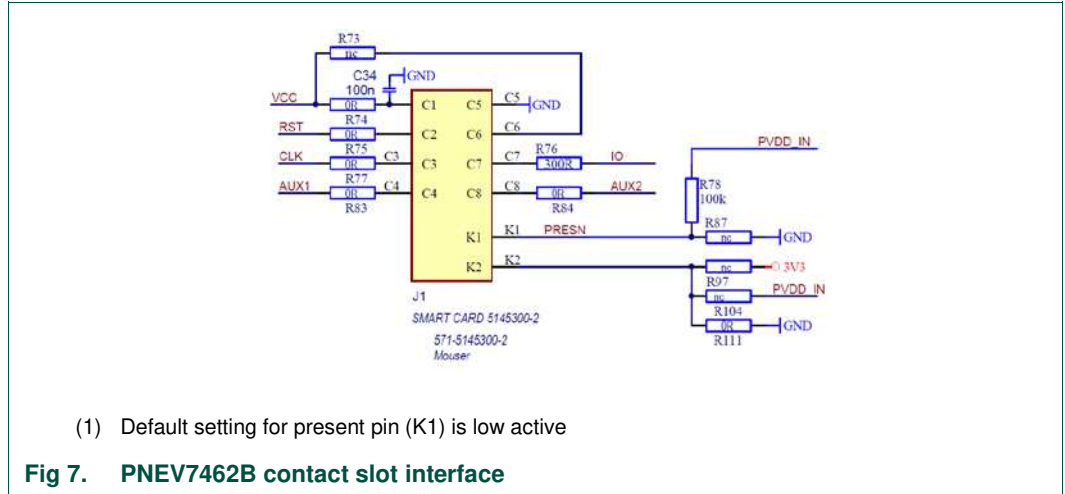 R73
nc
C34
100n
GND
VCC
0R
C1
C5
C5
GND
R74
RST
0R
C2
C6
C6
R75
CLK
0R
C3
C3
C7
C7
R76
300R
IO
R77
AUX1
0R
C4
C4
C8
C8
0R
AUX2
R83
R84
PVDD_IN
R78
100k
K1
K1
PRESN
R87
nc
GND
K2
K2
nc
3V3
R97
nc
PVDD_IN
R104
0R
GND
R111
J1
SMART CARD 5145300-2
571-5145300-2
Mouser
(1) Default setting for present pin (K1) is low active
Fig 7. PNEV7462B contact slot interface